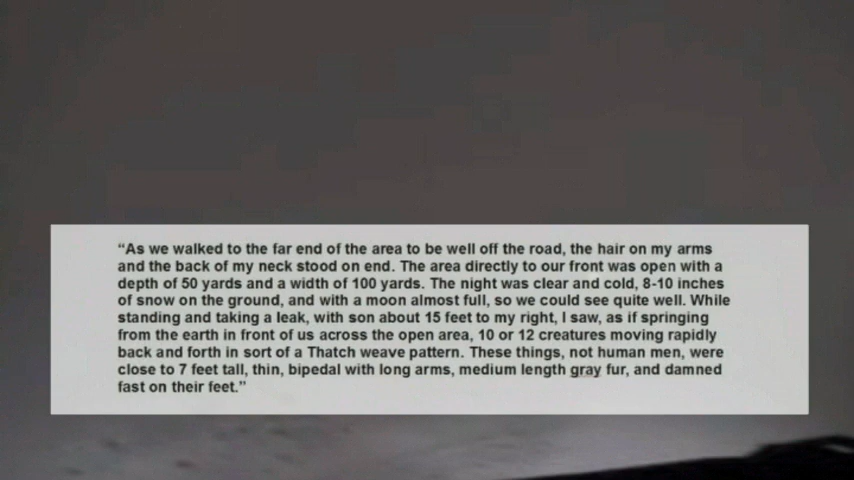 “As we walked to the far end of the area to be well off the road, the hair on my arms
and the back of my neck stood on end. The area directly to our front was open with a
depth of 50 yards and a width of 100 yards. The night was clear and cold, 8-10 inches
of snow on the ground, and with a moon almost full, so we could see quite well. While
standing and taking a leak, with son about 15 feet to my right, I saw, as if springing
from the earth in front of us across the open area, 10 or 12 creatures moving rapidly
back and forth in sort of a Thatch weave pattern. These things, not human men, were
close to 7 feet tall, thin, bipedal with long arms, medium length gray fur, and damned
fast on their feet.”